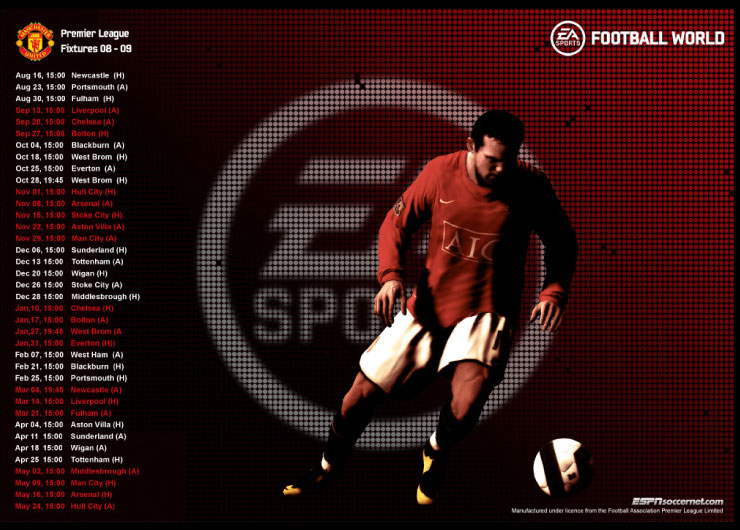 Premier League
Fixtures 08 - 09
EA SPORTS FOOTBALL WORLD
Aug 16, 15:00 Newcastle (H)
Aug 23, 15:00 Portsmouth (A)
Aug 30, 15:00 Fulham (H)
Sep 13, 15:00 Liverpool (A)
Sep 20, 15:00 Chelsea (A)
Sep 27, 15:00 Bolton (H)
Oct 04, 15:00 Blackburn (A)
Oct 18, 15:00 West Brom (H)
Oct 25, 15:00 Everton (A)
Oct 28, 19:45 West Brom (H)
Nov 01, 15:00 Hull City (H)
Nov 08, 15:00 Arsenal (A)
Nov 15, 15:00 Stoke City (H)
Nov 22, 15:00 Aston Villa (A)
Nov 29, 15:00 Man City (A)
Dec 06, 15:00 Sunderland (H)
Dec 13 15:00 Tottenham (A)
Dec 20 15:00 Wigan (H)
Dec 26 15:00 Stoke City (A)
Dec 28 15:00 Middlesbrough (H)
Jan,10, 15:00 Chelsea (H)
Jan,17, 15:00 Bolton (A)
Jan,27, 19:45 West Brom (A
Jan,31, 15:00 Everton (H))
Feb 07, 15:00 West Ham (A)
Feb 21, 15:00 Blackburn (H)
Feb 25, 15:00 Portsmouth (H)
Mar 04, 19:45 Newcastle (A)
Mar 14, 15:00 Liverpool (H)
Mar 21, 15:00 Fulham (A)
Apr 04, 15:00 Aston Villa (H)
Apr 11 15:00 Sunderland (A)
Apr 18 15:00 Wigan (A)
Apr 25 15:00 Tottenham (H)
May 02, 15:00 Middlesbrough (A)
May 09, 15:00 Man City (H)
May 16, 15:00 Arsenal (H)
May 24, 15:00 Hull City (A)
EA
SPO
AIG
ESPNsoccernet.com
Manufactured under licence from the Football Association Premier League Limited